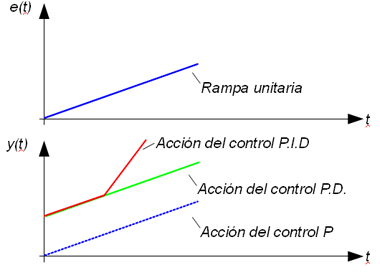 e(t)
Rampa unitaria
t
y(t)
Acción del control P.I.D
Acción del control P.D.
Acción del control P
t